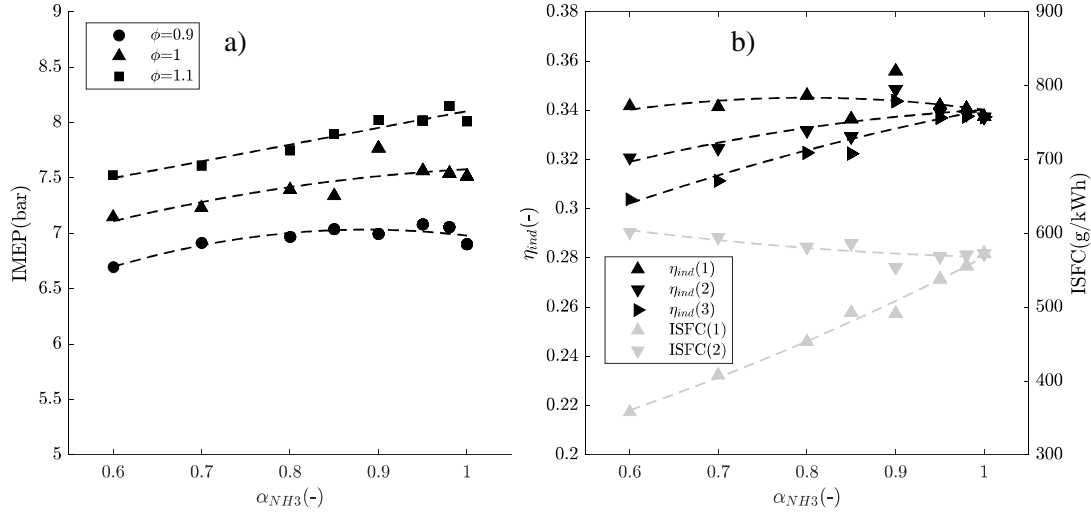 a)
ϕ=0.9
ϕ=1
ϕ=1.1
IMEP(bar)
9
8.5
8
7.5
7
6.5
6
5.5
5
0.6 0.7 0.8 0.9 1
α_NH3(-)
b)
η_ind(-)
0.38
0.36
0.34
0.32
0.3
0.28
0.26
0.24
0.22
0.2
η_ind(1)
η_ind(2)
η_ind(3)
ISFC(1)
ISFC(2)
0.6 0.7 0.8 0.9 1
α_NH3(-)
900
800
700
600
500
400
300
ISFC(g/kWh)